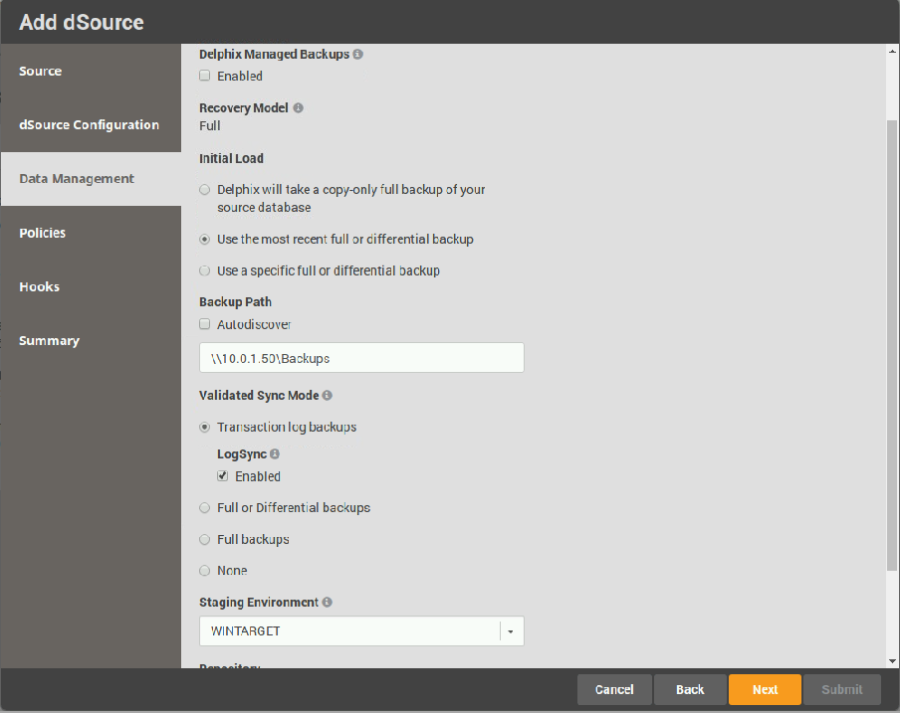 Add dSource
Source
dSource Configuration
Data Management
Policies
Hooks
Summary
Delphix Managed Backups
Enabled
Recovery Model
Full
Initial Load
Delphix will take a copy-only full backup of your
source database
Use the most recent full or differential backup
Use a specific full or differential backup
Backup Path
Autodiscover
\\10.0.1.50\Backups
Validated Sync Mode
Transaction log backups
LogSync
Enabled
Full or Differential backups
Full backups
None
Staging Environment
WINTARGET
Repository
Cancel
Back
Next
Submit